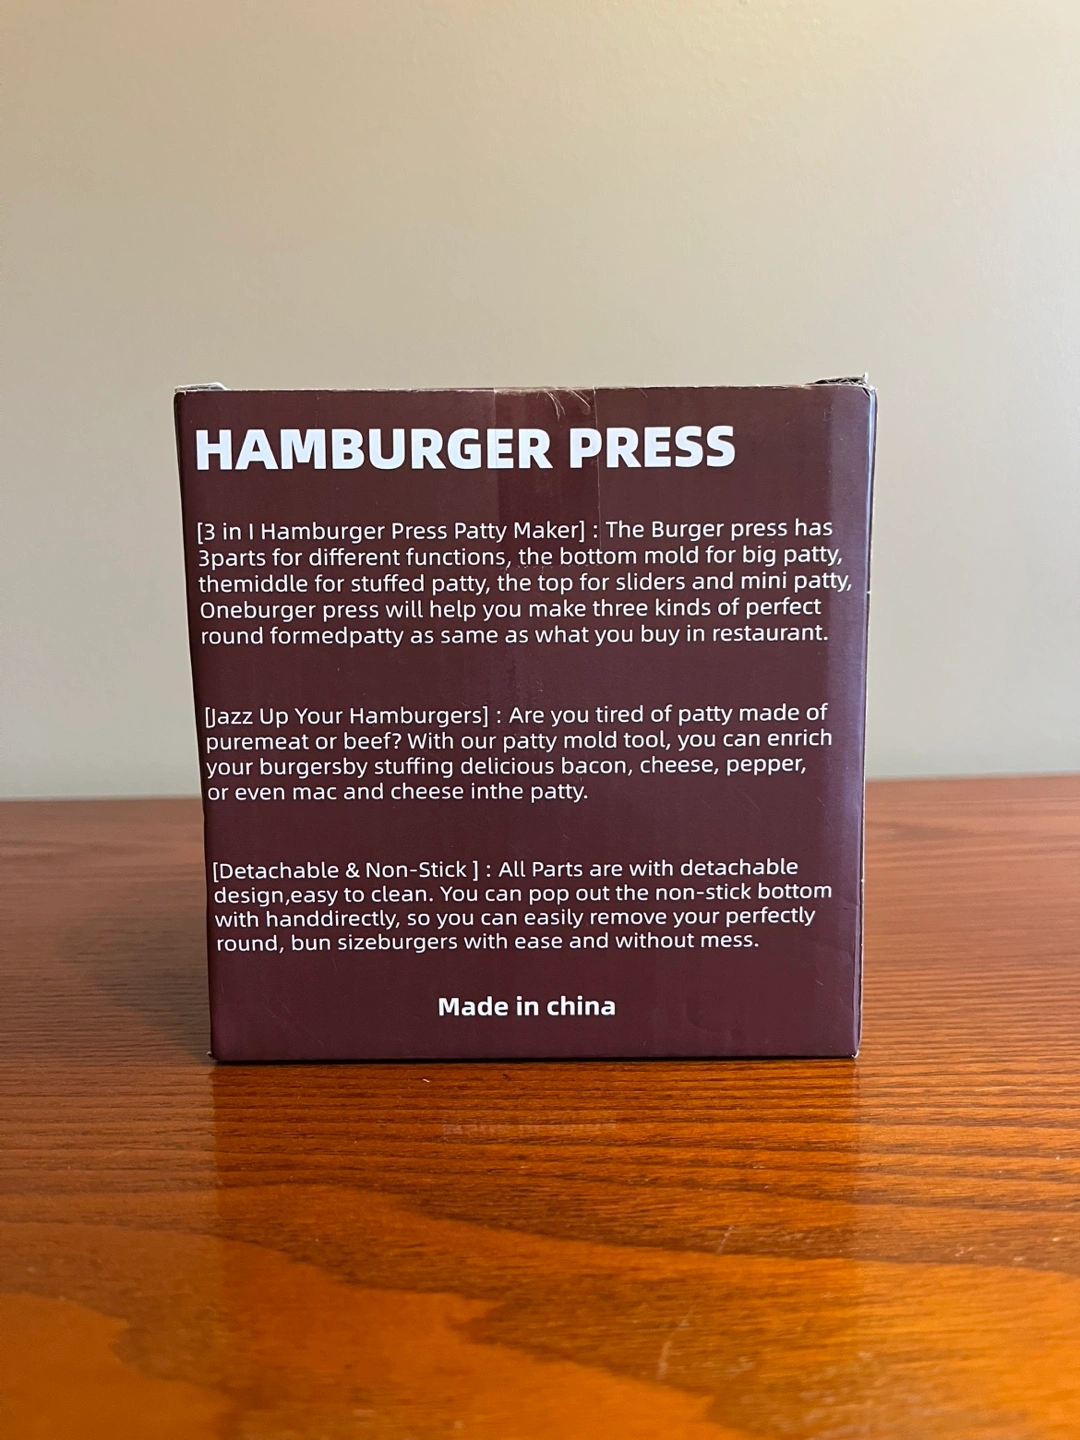 HAMBURGER PRESS
[3 in I Hamburger Press Patty Maker] : The Burger press has
3parts for different functions, the bottom mold for big patty,
themiddle for stuffed patty, the top for sliders and mini patty,
Oneburger press will help you make three kinds of perfect
round formedpatty as same as what you buy in restaurant.
[Jazz Up Your Hamburgers] : Are you tired of patty made of
puremeat or beef? With our patty mold tool, you can enrich
your burgersby stuffing delicious bacon, cheese, pepper,
or even mac and cheese inthe patty.
[Detachable & Non-Stick ] : All Parts are with detachable
design,easy to clean. You can pop out the non-stick bottom
with handdirectly, so you can easily remove your perfectly
round, bun sizeburgers with ease and without mess.
Made in china